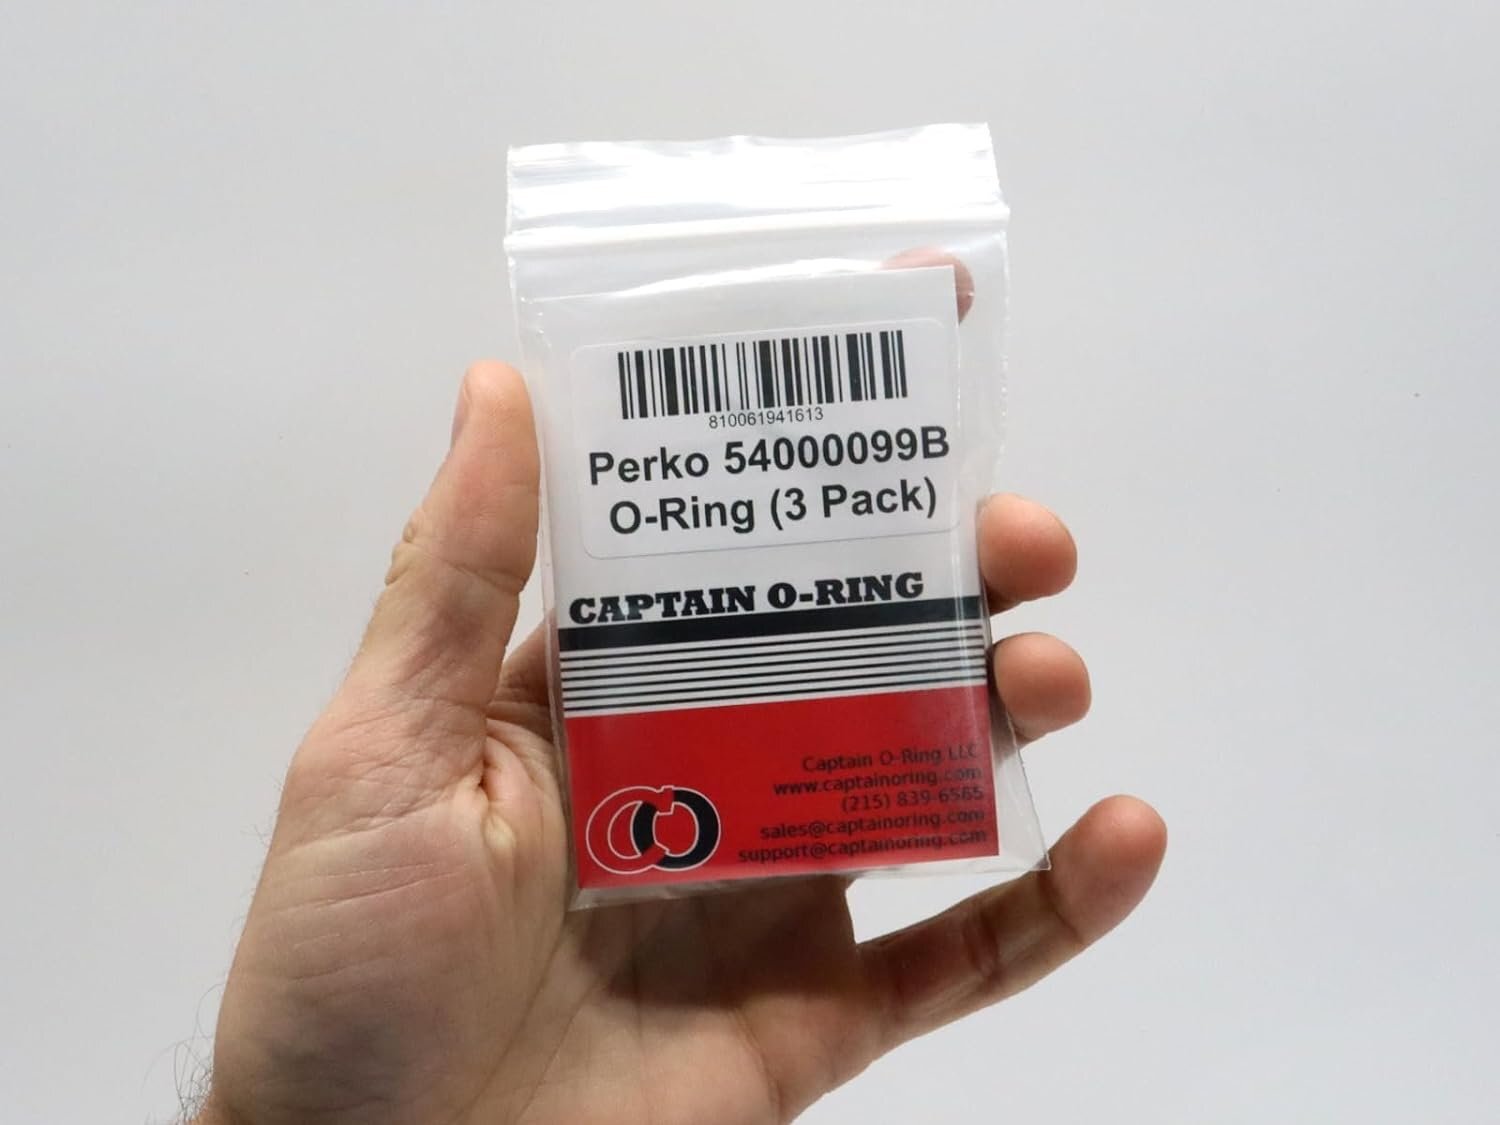 810061941613
Perko 54000099B
O-Ring (3 Pack)
CAPTAIN O-RING
Captain O-Ring LLC
www.captainoring.com
(215) 839-6565
sales@captainoring.com
support@captainoring.com